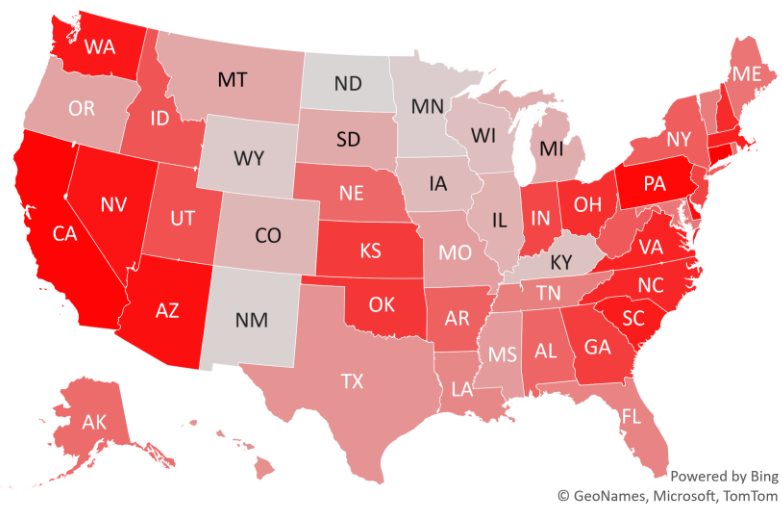 WA
ME
MT
ND
MN
OR
ID
SD
WI
MI
NY
WY
NE
IA
PA
NV
UT
CO
IL
IN
OH
CA
KS
MO
KY
VA
NC
TN
AZ
NM
OK
AR
SC
MS
AL
GA
TX
LA
FL
AK
Powered by Bing
© GeoNames, Microsoft, TomTom